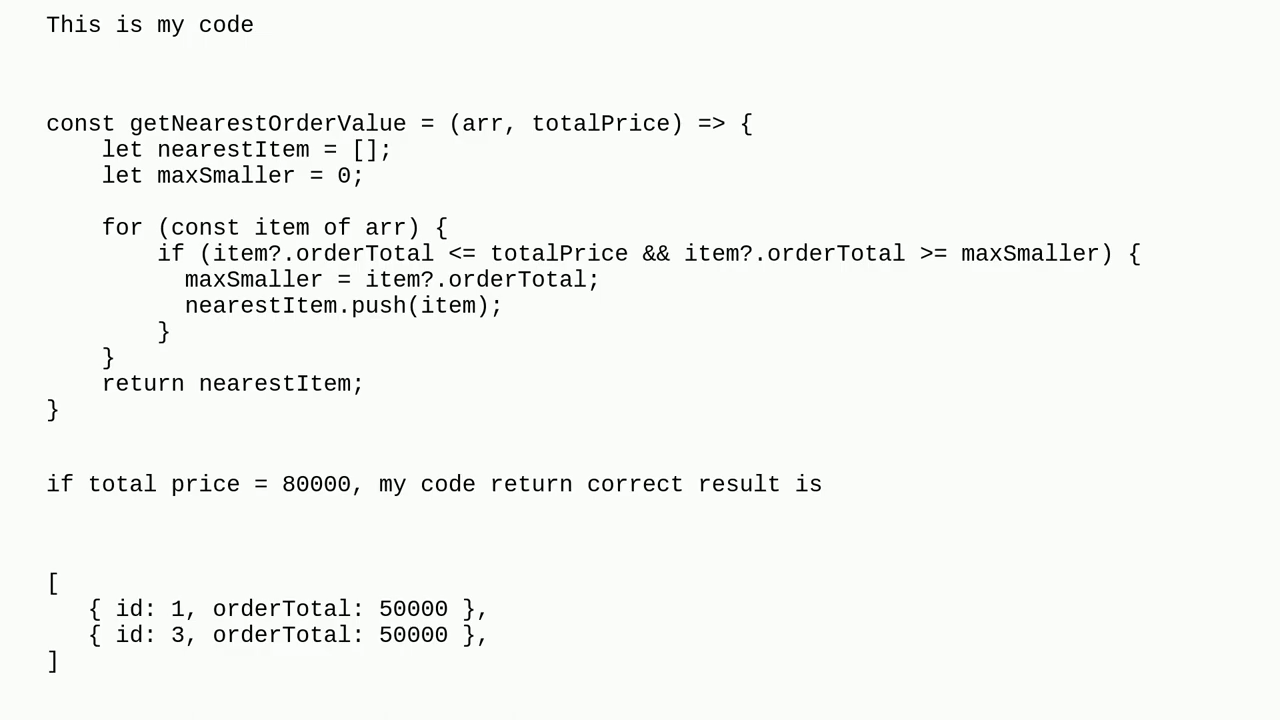 This is my code
const getNearestOrderValue = (arr, totalPrice) => {
    let nearestItem = [];
    let maxSmaller = 0;
    for (const item of arr) {
        if (item?.orderTotal <= totalPrice && item?.orderTotal >= maxSmaller) {
          maxSmaller = item?.orderTotal;
          nearestItem.push(item);
        }
    }
    return nearestItem;
}
if total price = 80000, my code return correct result is
[
   { id: 1, orderTotal: 50000 },
   { id: 3, orderTotal: 50000 },
]